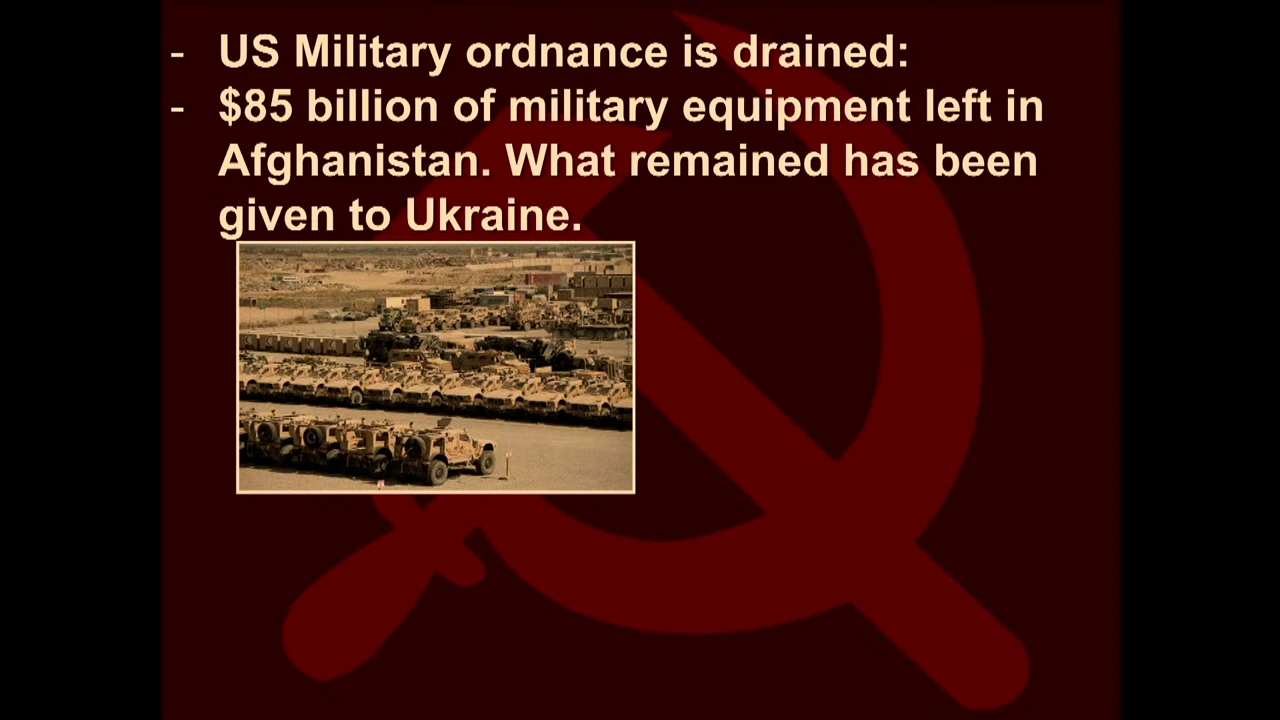 - US Military ordnance is drained:
- $85 billion of military equipment left in
Afghanistan. What remained has been
given to Ukraine.